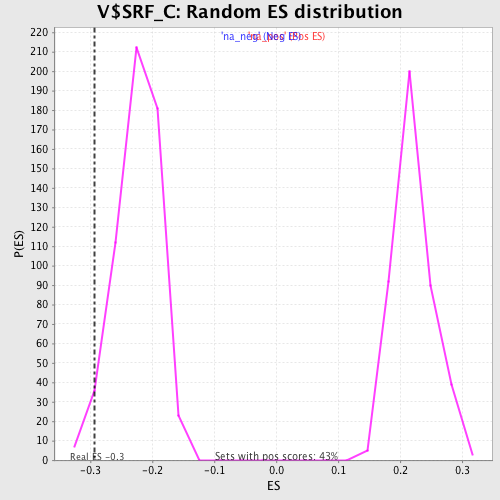 V$SRF_C: Random ES distribution
'na_neg' (Neg ES)
'na_pos' (Pos ES)
220
210
200
190
180
170
160
150
140
130
120
110
100
90
80
70
60
50
40
30
20
10
0
P(ES)
Real ES -0.3
Sets with pos scores: 43%
-0.3 -0.2 -0.1 0.0 0.1 0.2 0.3
ES